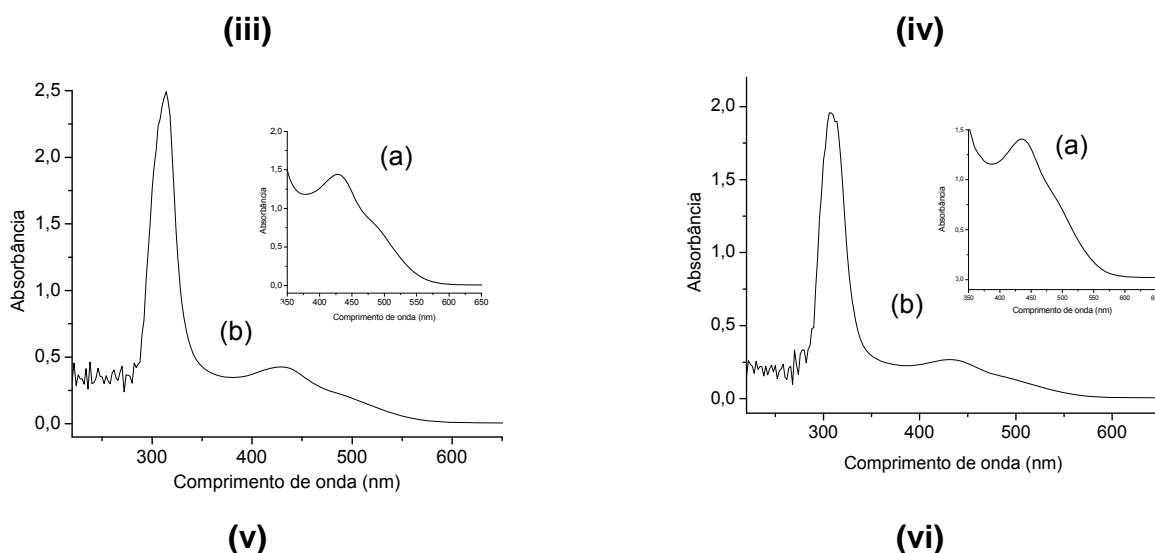 (iii)
(iv)
2,5
2,0
1,5
1,0
0,5
0,0
Absorbância
300
400
500
600
Comprimento de onda (nm)
(b)
2,0
1,5
1,0
0,5
0,0
Absorbância
350
400
450
500
550
600
650
Comprimento de onda (nm)
(a)
2,0
1,5
1,0
0,5
0,0
Absorbância
300
400
500
600
Comprimento de onda (nm)
(b)
1,5
1,0
0,5
0,0
Absorbância
350
400
450
500
550
600
Comprimento de onda (nm)
(a)
(v)
(vi)